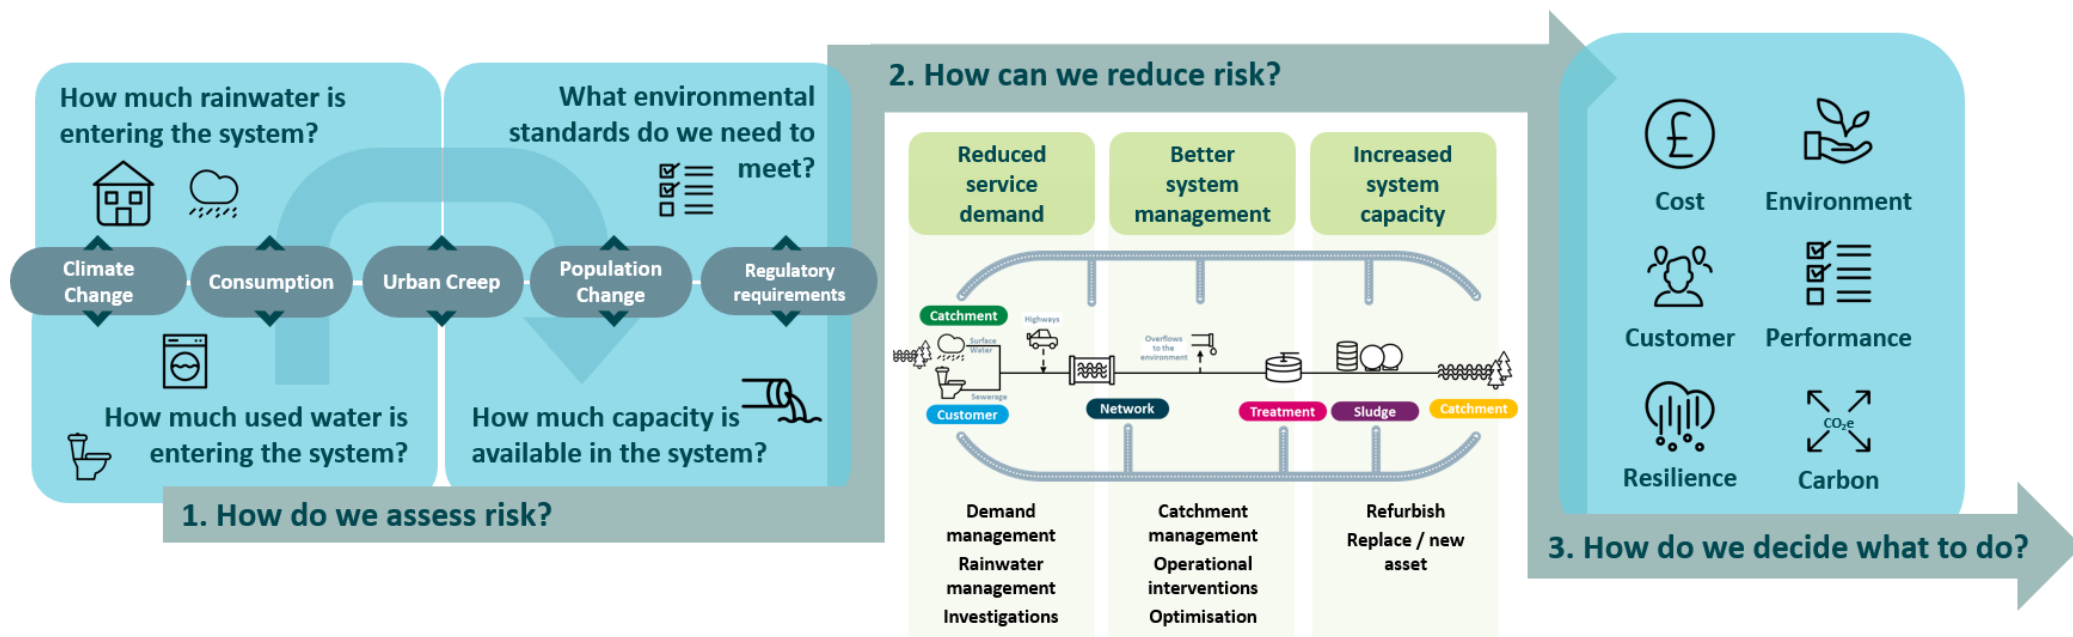 How much rainwater is
entering the system?
What environmental
standards do we need to
meet?
Climate
Change
Consumption
Urban Creep
Population
Change
Regulatory
requirements
How much used water is
entering the system?
How much capacity is
available in the system?
1. How do we assess risk?
2. How can we reduce risk?
Reduced
service
demand
Better
system
management
Increased
system
capacity
Catchment
Surface
Water
Highways
Overflows
to the
environment
Sewerage
Customer
Network
Treatment
Sludge
Catchment
Demand
management
Rainwater
management
Investigations
Catchment
management
Operational
interventions
Optimisation
Refurbish
Replace / new
asset
£
Cost
Environment
Customer
Performance
Resilience
CO₂e
Carbon
3. How do we decide what to do?